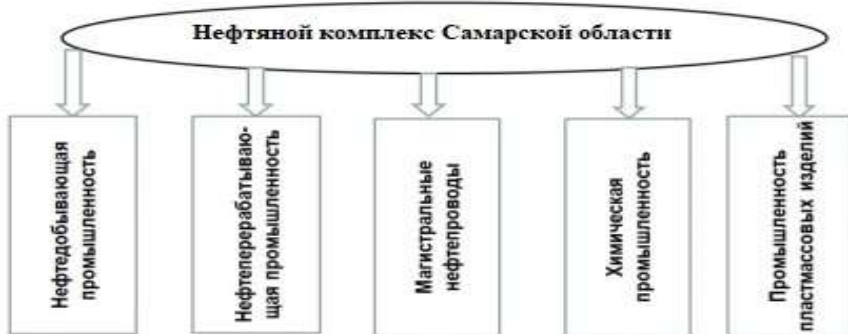 Нефтяной комплекс Самарской области
Нефтедобывающая
промышленность
Нефтеперерабатываю-
щая промышленность
Магистральные
нефтепроводы
Химическая
промышленность
Промышленность
пластмассовых изделий